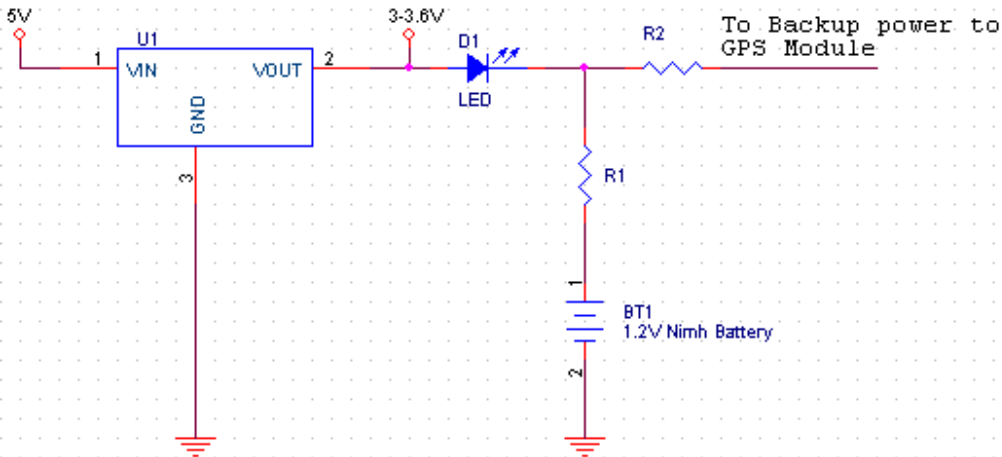 5V
U1
1
VIN
VOUT
2
GND
3
3-3.6V
D1
LED
R2
To Backup power to
GPS Module
R1
1
BT1
1.2V Nimh Battery
2